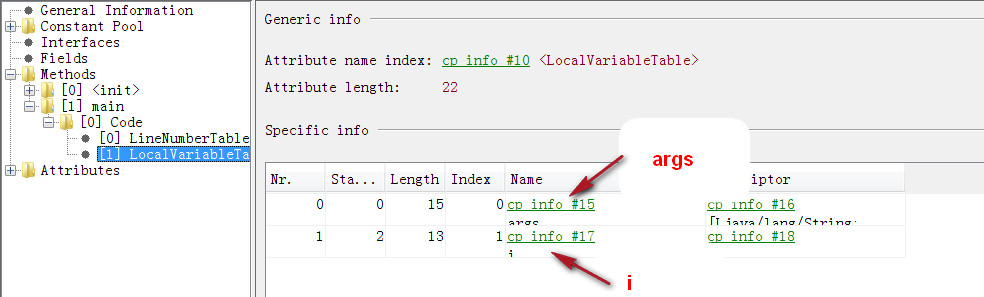 General Information
Constant Pool
Interfaces
Fields
Methods
[0] <init>
[1] main
[0] Code
[0] LineNumberTable
[1] LocalVariableTa
Attributes
Generic info
Attribute name index: cp info #10 <LocalVariableTable>
Attribute length: 22
Specific info
args
Nr. Sta... Length Index Name riptor
0 0 15 0 cp info #15 cp info #16
args [Ljava/lang/String;
1 2 13 1 cp info #17 cp info #18
i
i